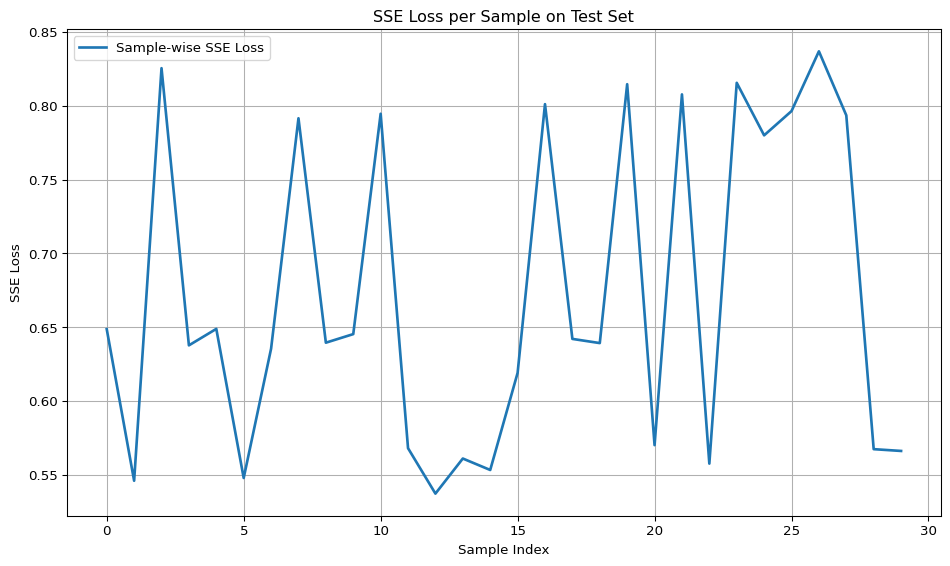 SSE Loss per Sample on Test Set
Sample-wise SSE Loss
0.85
0.80
0.75
0.70
0.65
0.60
0.55
SSE Loss
0 5 10 15 20 25 30
Sample Index